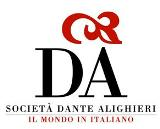 DA
SOCIETÀ DANTE ALIGHIERI
IL MONDO IN ITALIANO